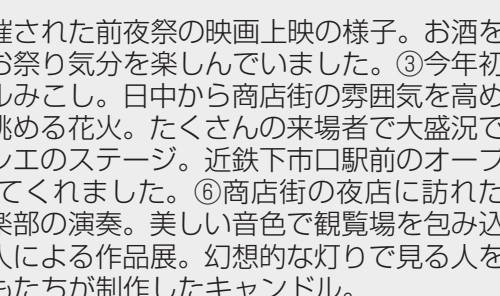 催された前夜祭の映画上映の様子。お酒を
お祭り気分を楽しんでいました。③今年初
ルみこし。日中から商店街の雰囲気を高め
眺める花火。たくさんの来場者で大盛況で
シエのステージ。近鉄下市口駅前のオープ
てくれました。⑥商店街の夜店に訪れた
楽部の演奏。美しい音色で観覧場を包み込
人による作品展。幻想的な灯りで見る人を
もたちが制作したキャンドル。